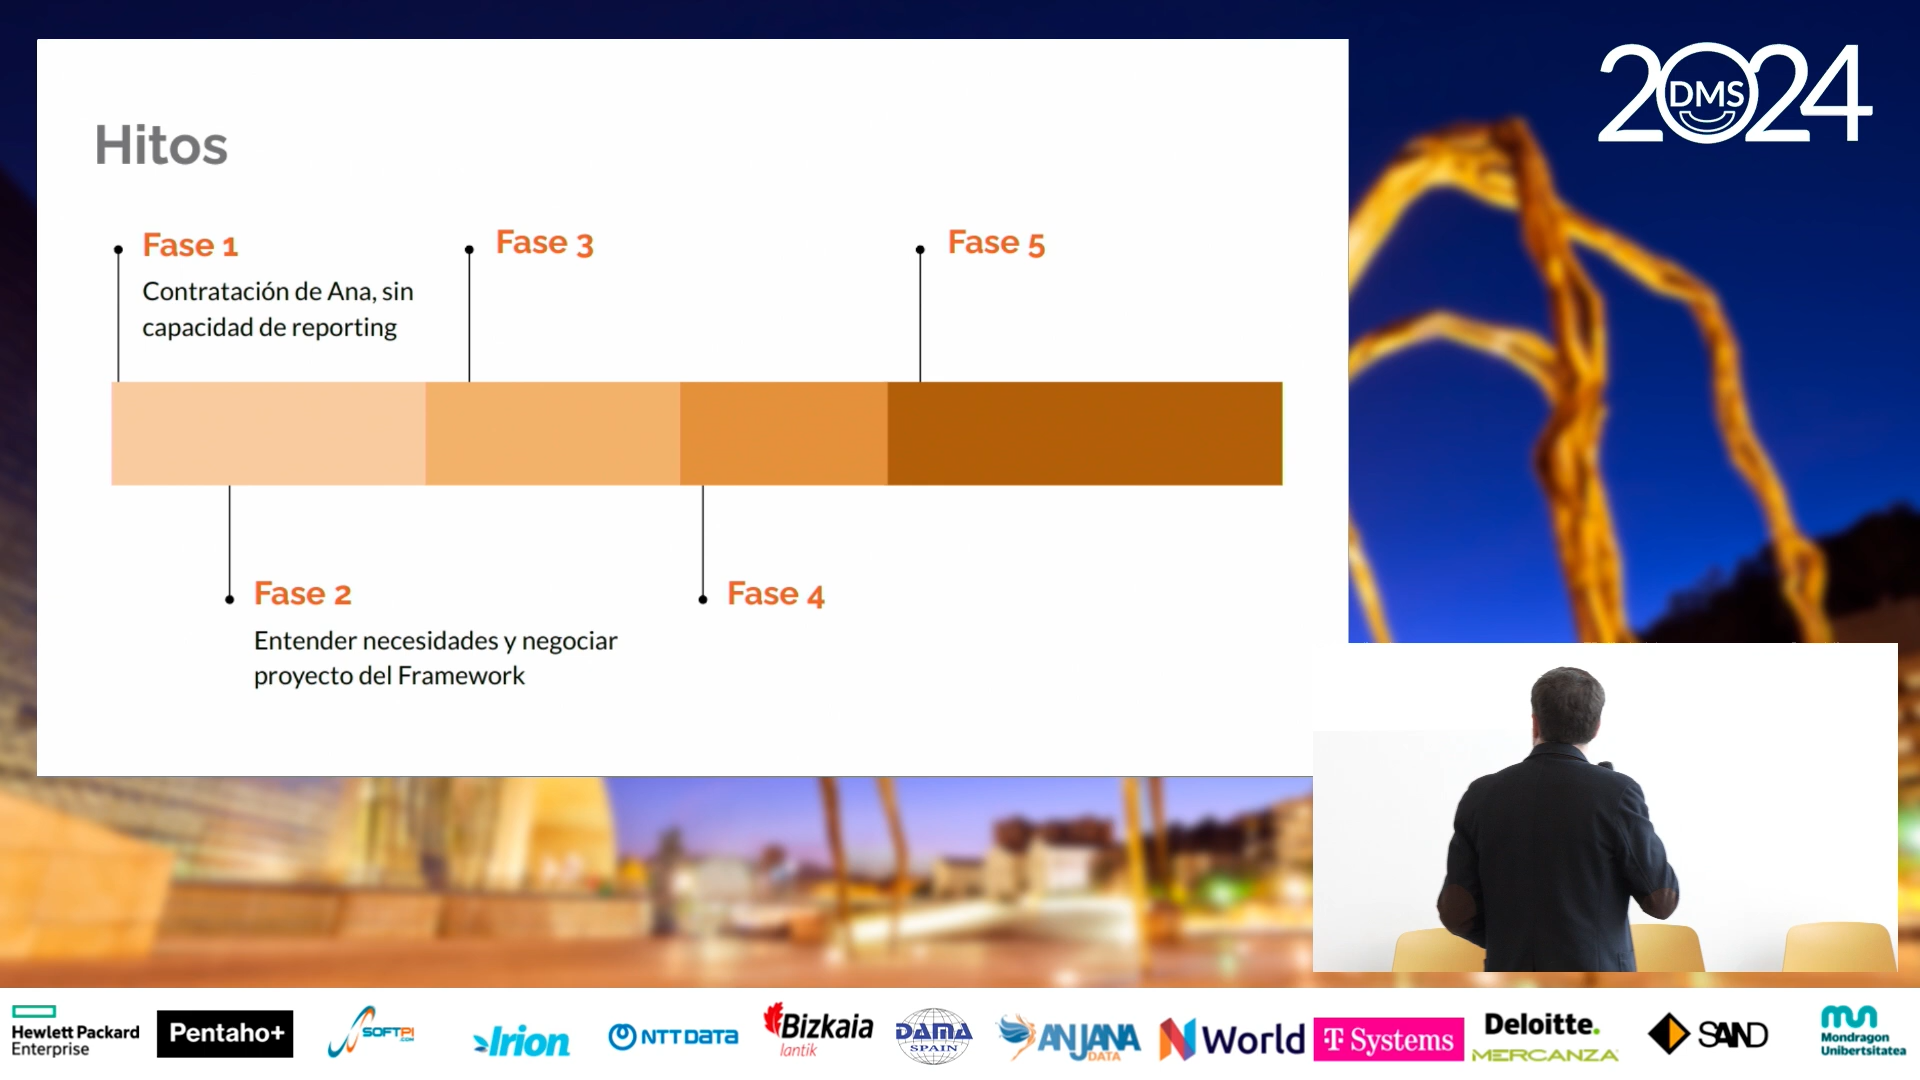 2024
DMS
Hitos
Fase 1
Contratación de Ana, sin
capacidad de reporting
Fase 3
Fase 5
Fase 2
Entender necesidades y negociar
proyecto del Framework
Fase 4
Hewlett Packard
Enterprise
Pentaho+
SOFTPI
.COM
Irion
NTT DATA
Bizkaia
lantik
DAMA
SPAIN
ANJANA
DATA
N World
T Systems
Deloitte.
MERCANZA
SAND
Mondragon
Unibertsitatea